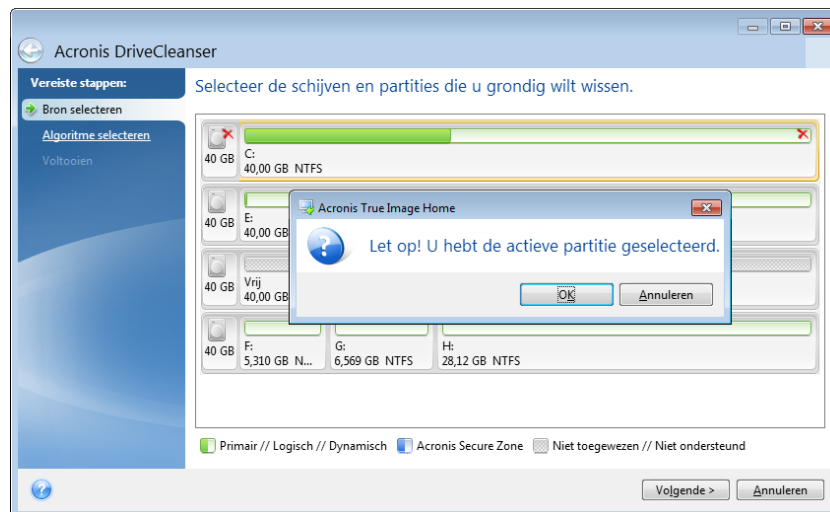 Acronis DriveCleanser
Vereiste stappen:
Bron selecteren
Algoritme selecteren
Voltooien
Selecteer de schijven en partities die u grondig wilt wissen.
40 GB
C:
40,00 GB NTFS
40 GB
E:
40,00 GB
40 GB
Vrij
40,00 GB
40 GB
F:
5,310 GB N...
G:
6,569 GB NTFS
H:
28,12 GB NTFS
Acronis True Image Home
Let op! U hebt de actieve partitie geselecteerd.
OK
Annuleren
Primair // Logisch // Dynamisch
Acronis Secure Zone
Niet toegewezen // Niet ondersteund
Volgende >
Annuleren